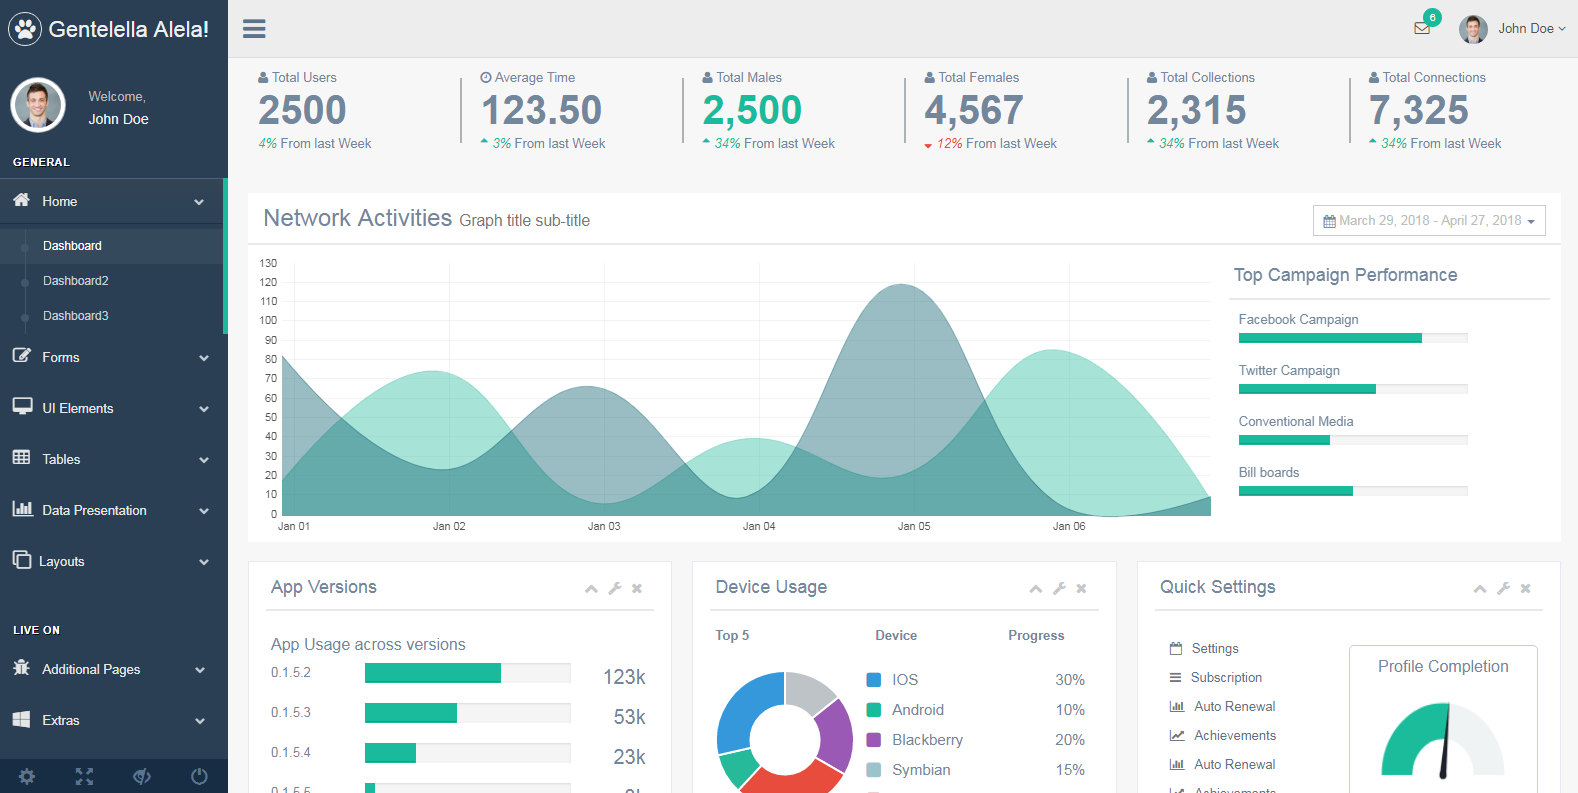 Gentelella Alela!
Welcome,
John Doe
GENERAL
Home
Dashboard
Dashboard2
Dashboard3
Forms
UI Elements
Tables
Data Presentation
Layouts
LIVE ON
Additional Pages
Extras
6
John Doe
Total Users
2500
4% From last Week
Average Time
123.50
3% From last Week
Total Males
2,500
34% From last Week
Total Females
4,567
12% From last Week
Total Collections
2,315
34% From last Week
Total Connections
7,325
34% From last Week
Network Activities Graph title sub-title
March 29, 2018 - April 27, 2018
130
120
110
100
90
80
70
60
50
40
30
20
10
0
Jan 01 Jan 02 Jan 03 Jan 04 Jan 05 Jan 06
Top Campaign Performance
Facebook Campaign
Twitter Campaign
Conventional Media
Bill boards
App Versions
App Usage across versions
0.1.5.2 123k
0.1.5.3 53k
0.1.5.4 23k
0.1.5.5
Device Usage
Top 5 Device Progress
IOS 30%
Android 10%
Blackberry 20%
Symbian 15%
Quick Settings
Settings
Subscription
Auto Renewal
Achievements
Auto Renewal
Achievements
Profile Completion